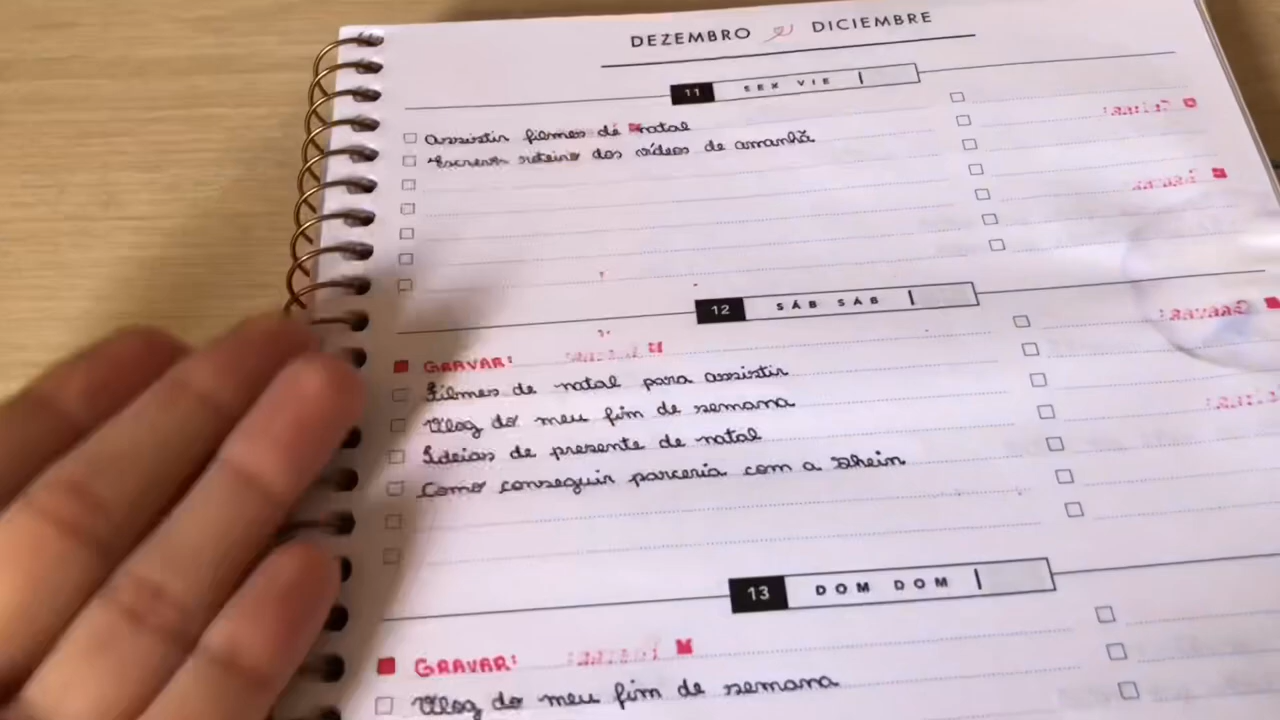 DEZEMBRO DICIEMBRE
11 SEX VIE
Assistir filmes de natal
Escrever roteiro dos vídeos de amanhã
12 SÁB SÁB
GRAVAR:
Filmes de natal para assistir
Vlog do meu fim de semana
Ideias de presente de natal
Como conseguir parceria com a Shein
13 DOM DOM
GRAVAR:
Vlog do meu fim de semana